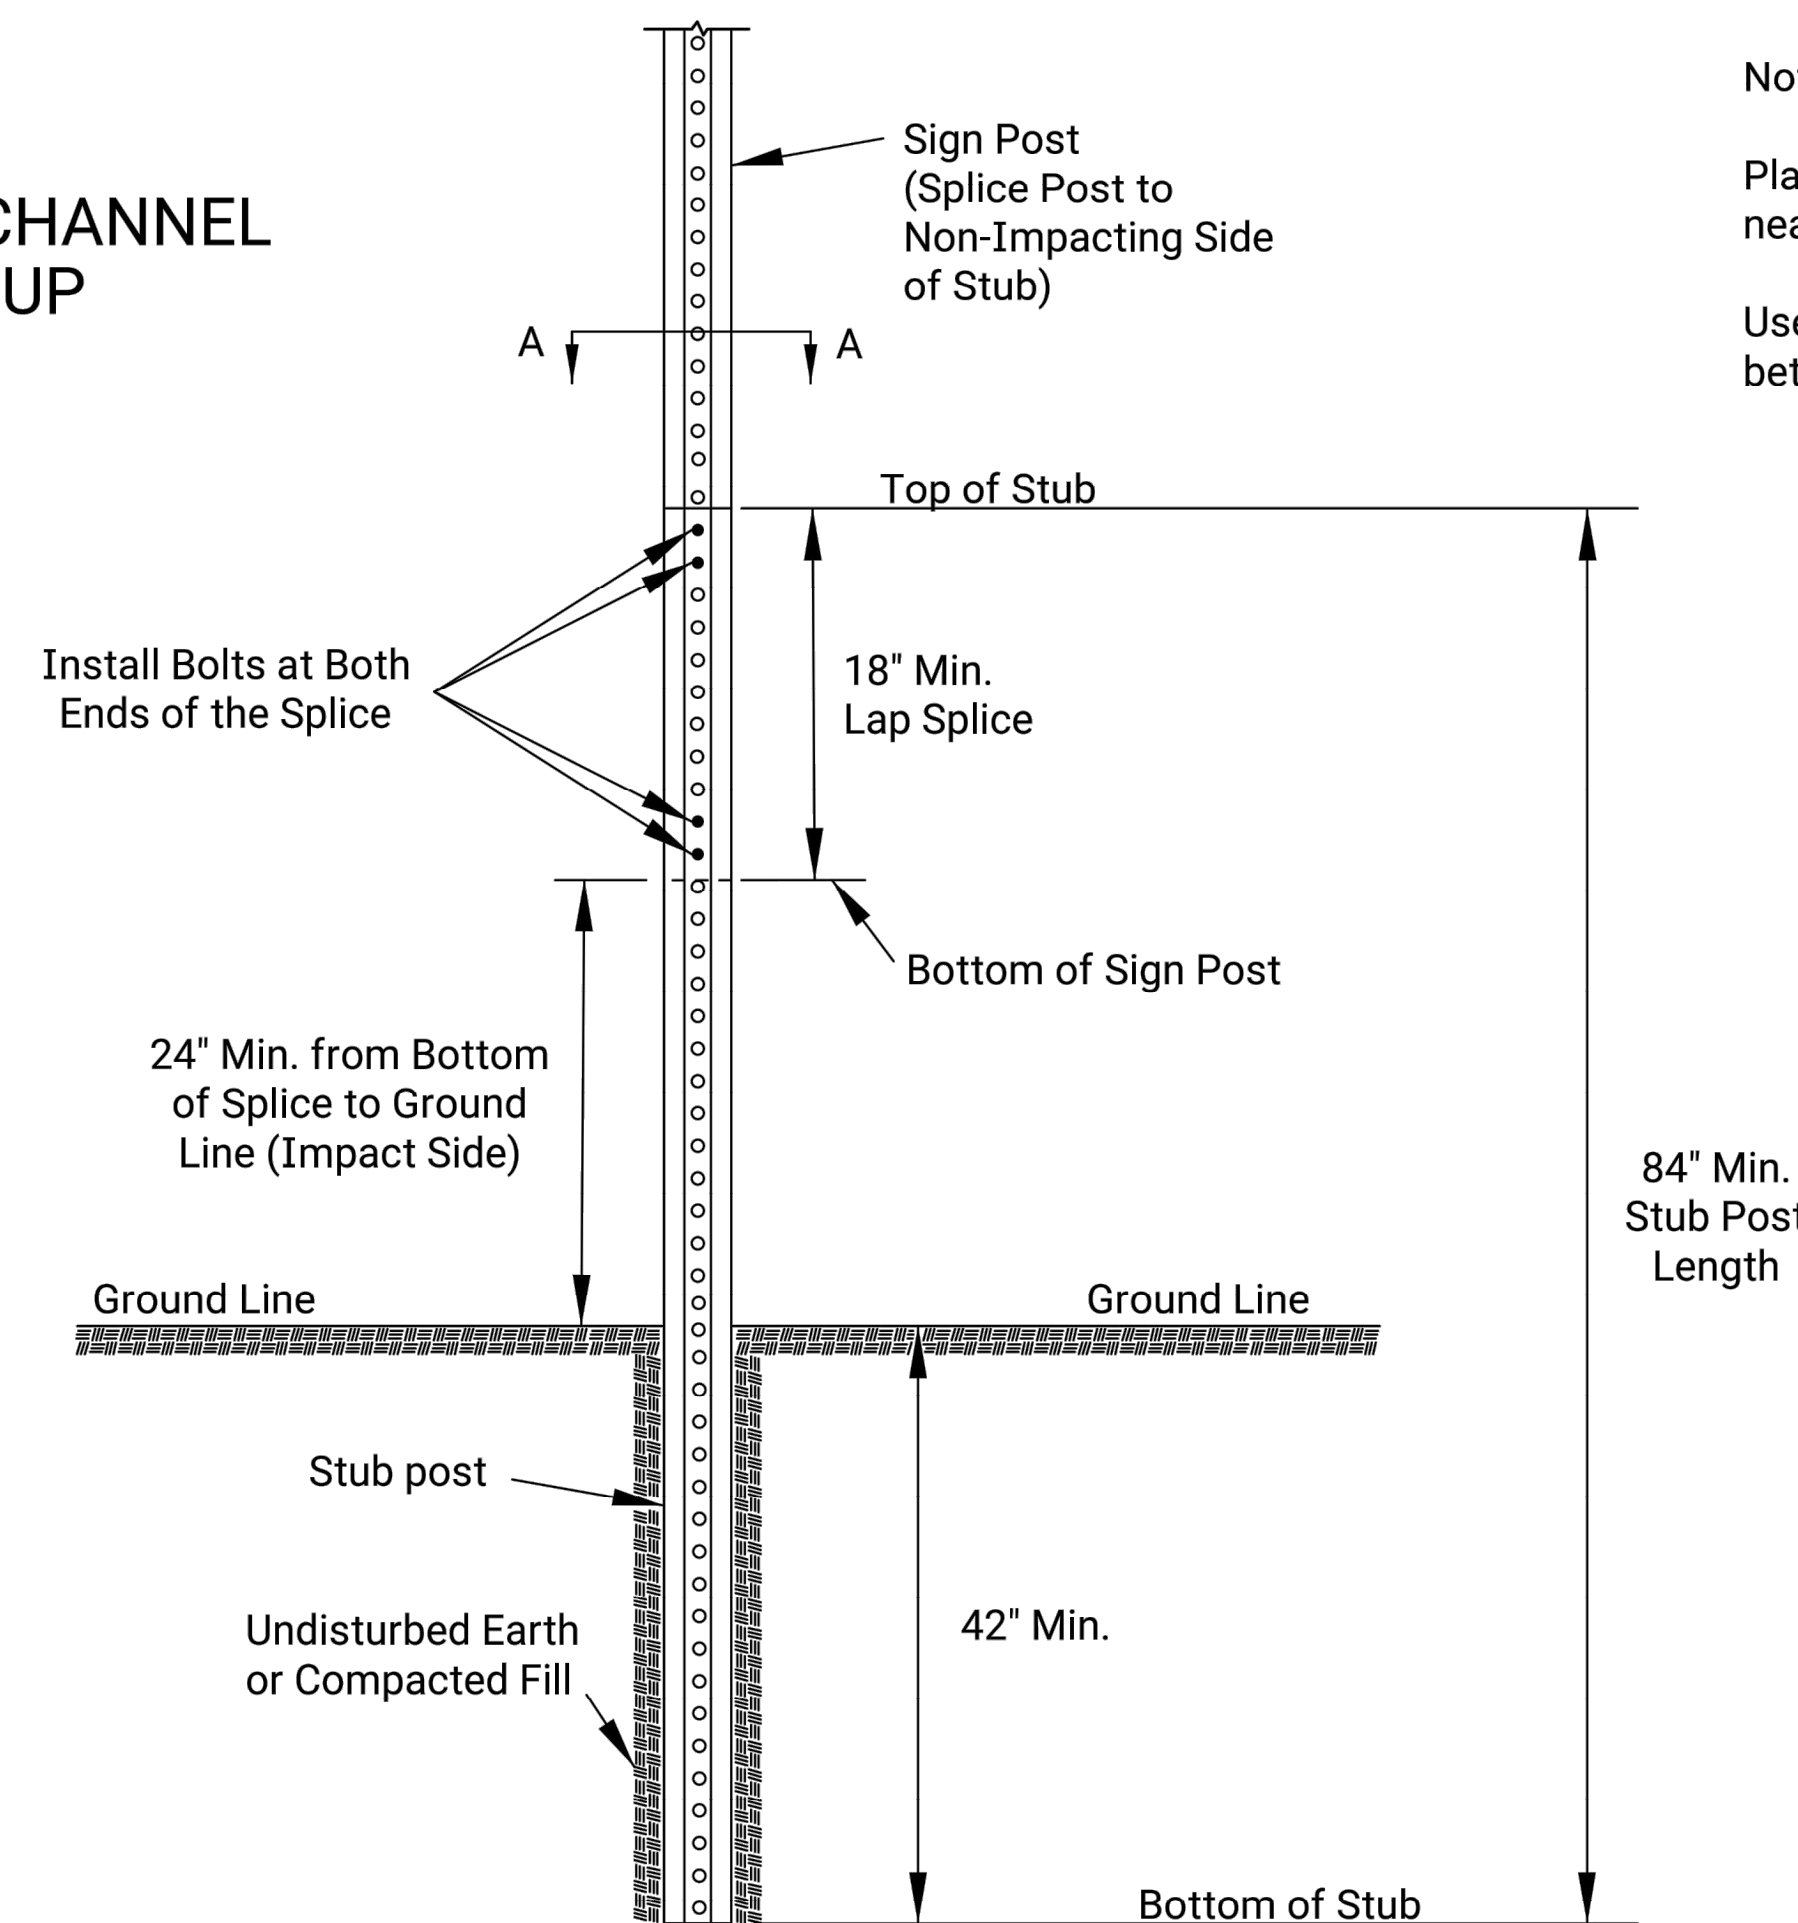 CHANNEL
UP
Sign Post
(Splice Post to
Non-Impacting Side
of Stub)
A
A
Top of Stub
Install Bolts at Both
Ends of the Splice
18" Min.
Lap Splice
Bottom of Sign Post
24" Min. from Bottom
of Splice to Ground
Line (Impact Side)
84" Min.
Stub Post
Length
Ground Line
Ground Line
Stub post
Undisturbed Earth
or Compacted Fill
42" Min.
Bottom of Stub